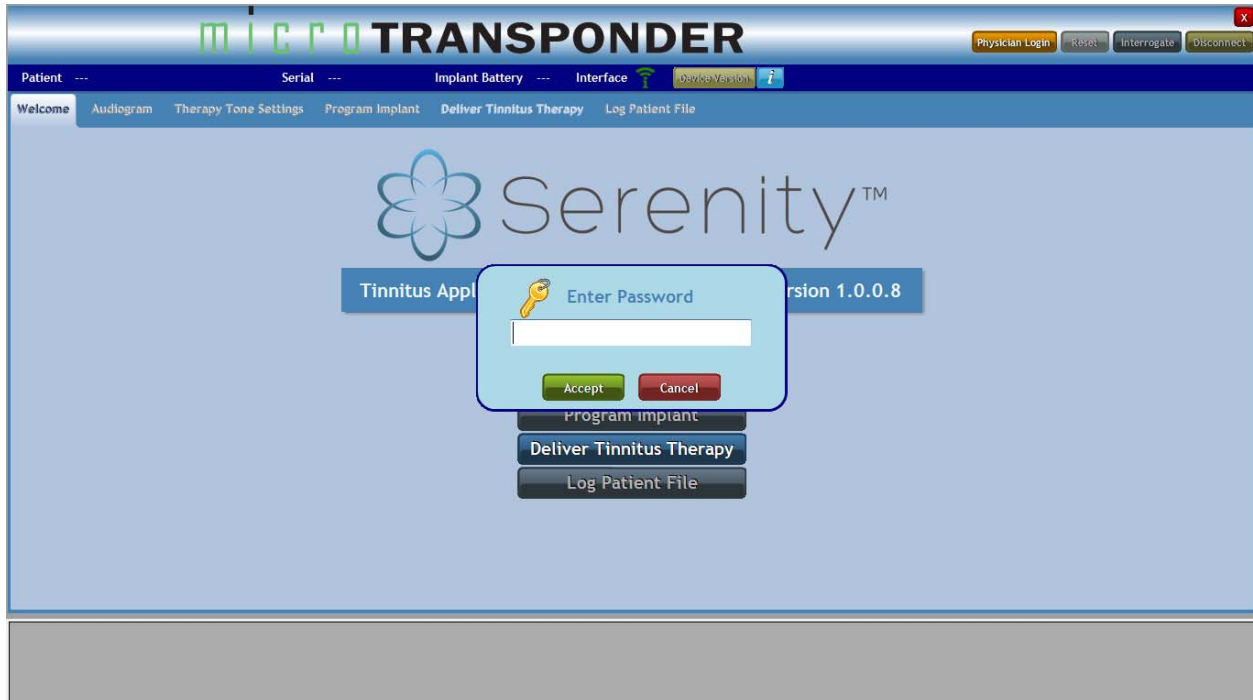 microTRANSPONDER
X
Physician Login Reset Interrogate Disconnect
Patient --- Serial --- Implant Battery --- Interface Device Version i
Welcome Audiogram Therapy Tone Settings Program Implant Deliver Tinnitus Therapy Log Patient File
Serenity™
Tinnitus Appl
rsion 1.0.0.8
Enter Password
Accept Cancel
Program Implant
Deliver Tinnitus Therapy
Log Patient File